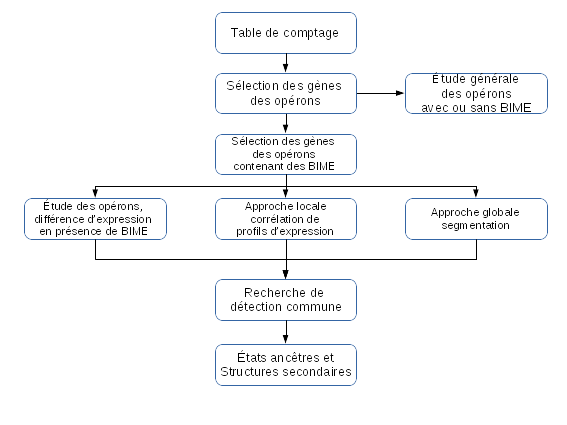 Table de comptage
Sélection des gènes
des opérons
Étude générale
des opérons
avec ou sans BIME
Sélection des gènes
des opérons
contenant des BIME
Étude des opérons,
différence d'expression
en présence de BIME
Approche locale
corrélation de
profils d'expression
Approche globale
segmentation
Recherche de
détection commune
États ancêtres et
Structures secondaires